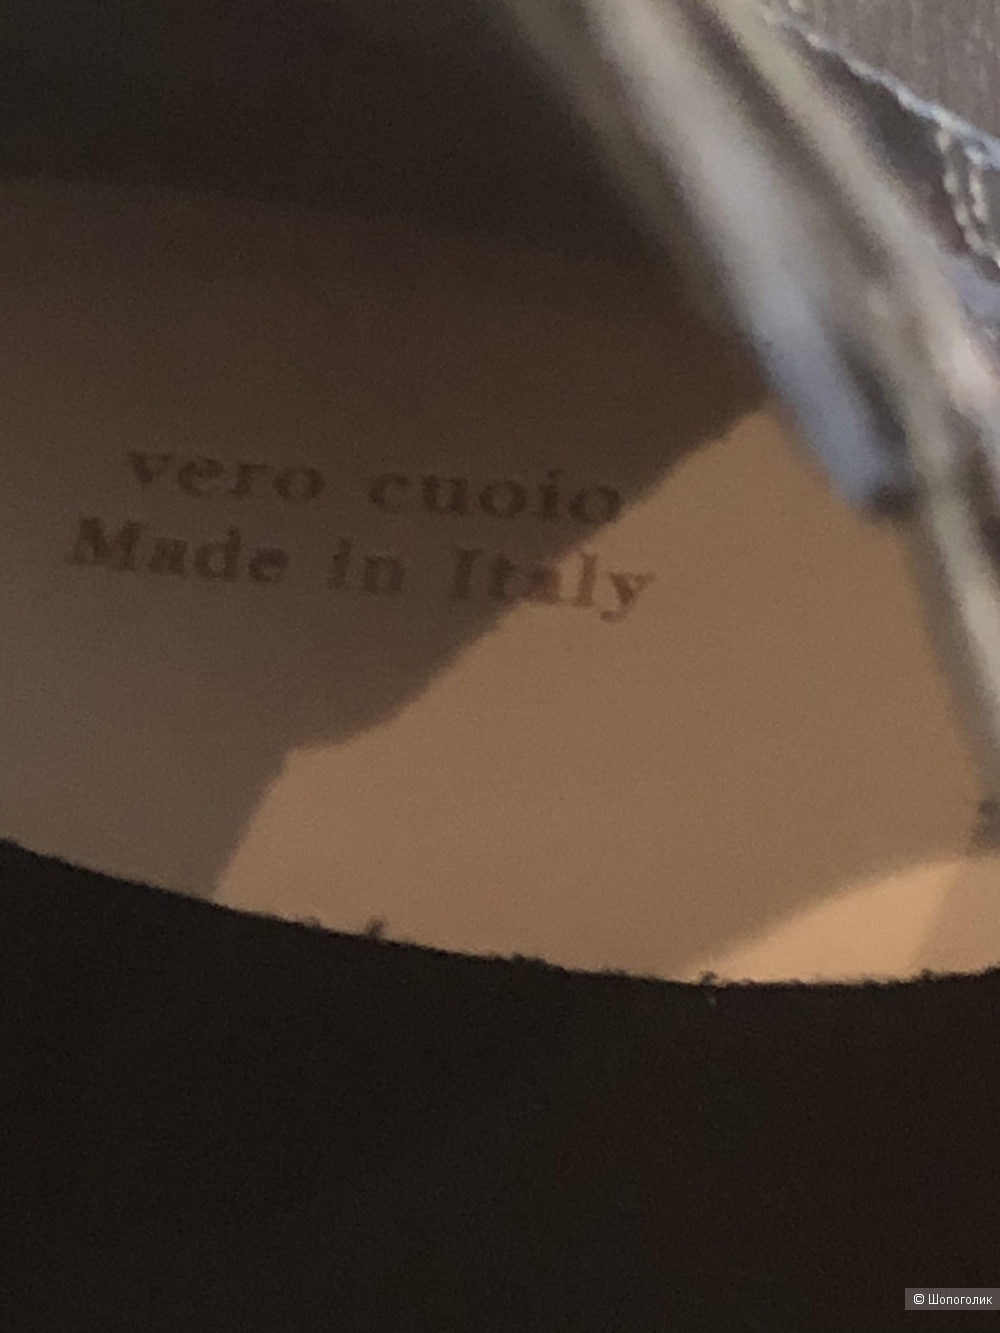 vero cuoio
Made in Italy
© Шопоголик